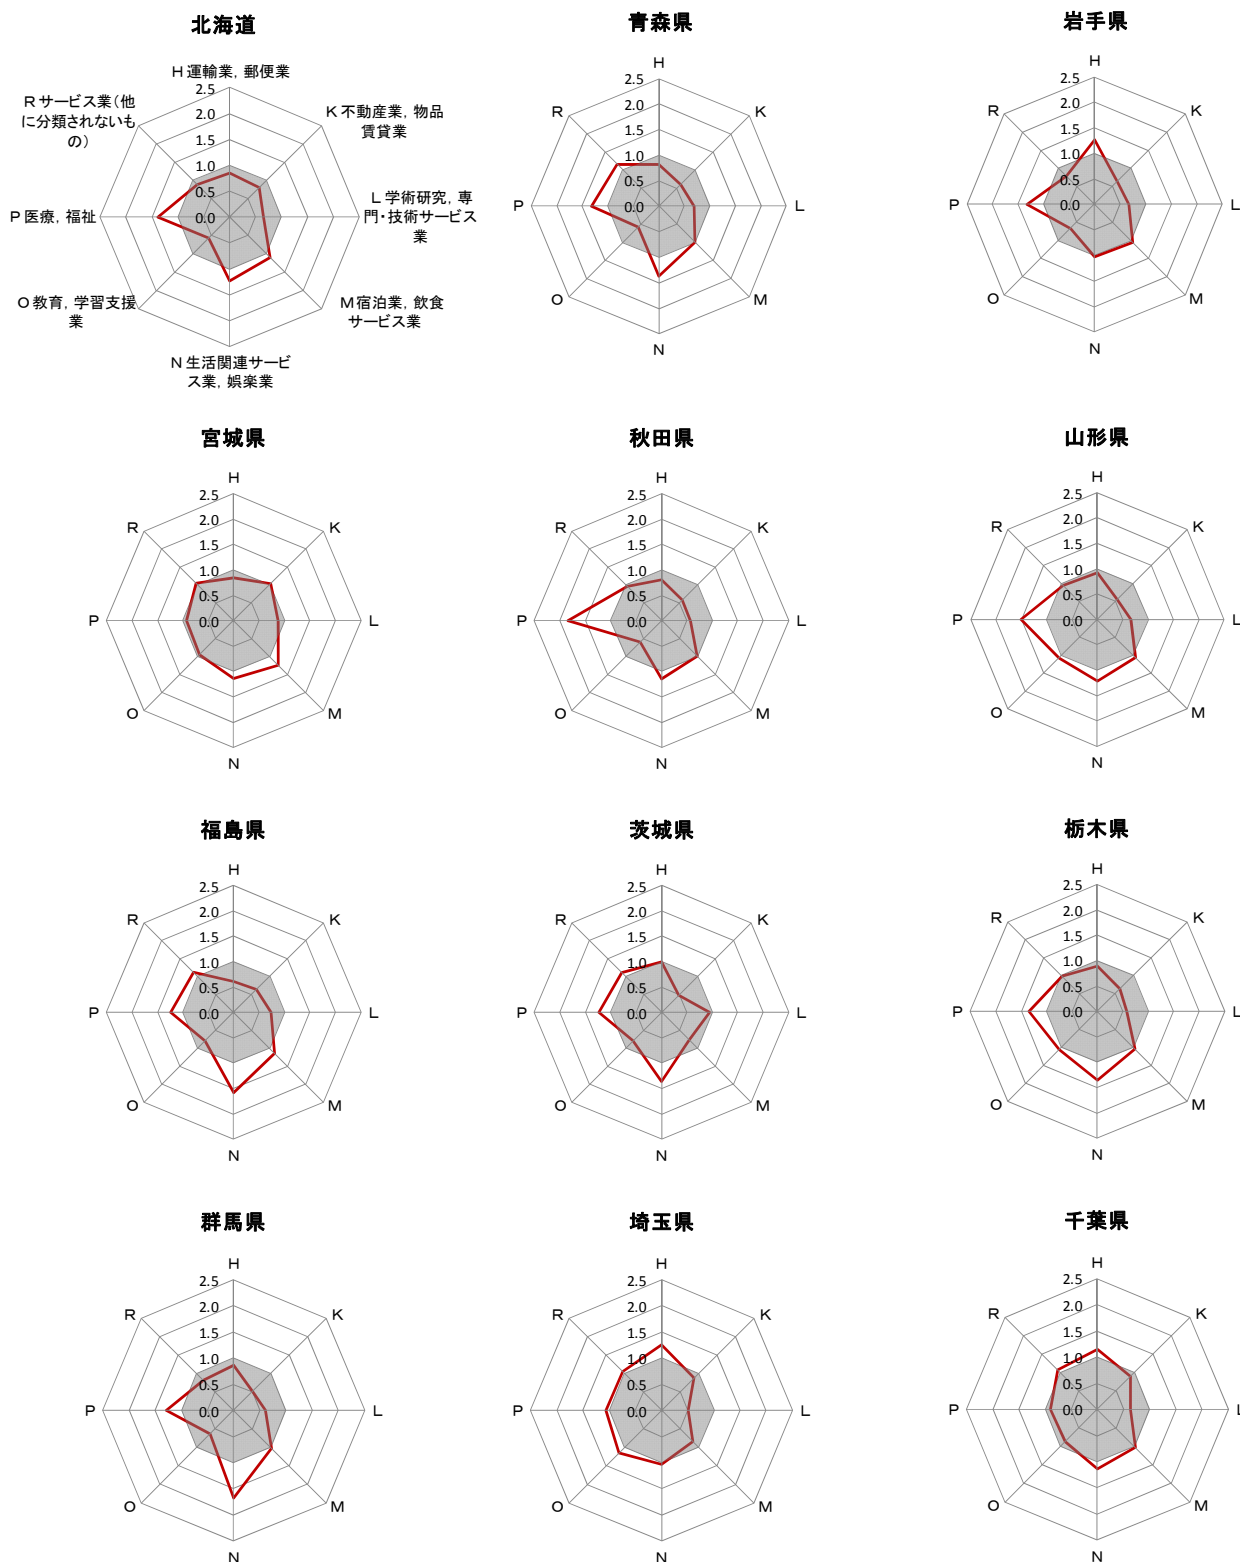 北海道
H 運輸業，郵便業
K 不動産業，物品
賃貸業
L 学術研究，専
門・技術サービス
業
M 宿泊業，飲食
サービス業
N 生活関連サービ
ス業，娯楽業
O 教育，学習支援
業
P 医療，福祉
R サービス業（他
に分類されないも
の）
2.5
2.0
1.5
1.0
0.5
0.0
青森県
H
K
L
M
N
O
P
R
2.5
2.0
1.5
1.0
0.5
0.0
岩手県
H
K
L
M
N
O
P
R
2.5
2.0
1.5
1.0
0.5
0.0
宮城県
H
K
L
M
N
O
P
R
2.5
2.0
1.5
1.0
0.5
0.0
秋田県
H
K
L
M
N
O
P
R
2.5
2.0
1.5
1.0
0.5
0.0
山形県
H
K
L
M
N
O
P
R
2.5
2.0
1.5
1.0
0.5
0.0
福島県
H
K
L
M
N
O
P
R
2.5
2.0
1.5
1.0
0.5
0.0
茨城県
H
K
L
M
N
O
P
R
2.5
2.0
1.5
1.0
0.5
0.0
栃木県
H
K
L
M
N
O
P
R
2.5
2.0
1.5
1.0
0.5
0.0
群馬県
H
K
L
M
N
O
P
R
2.5
2.0
1.5
1.0
0.5
0.0
埼玉県
H
K
L
M
N
O
P
R
2.5
2.0
1.5
1.0
0.5
0.0
千葉県
H
K
L
M
N
O
P
R
2.5
2.0
1.5
1.0
0.5
0.0